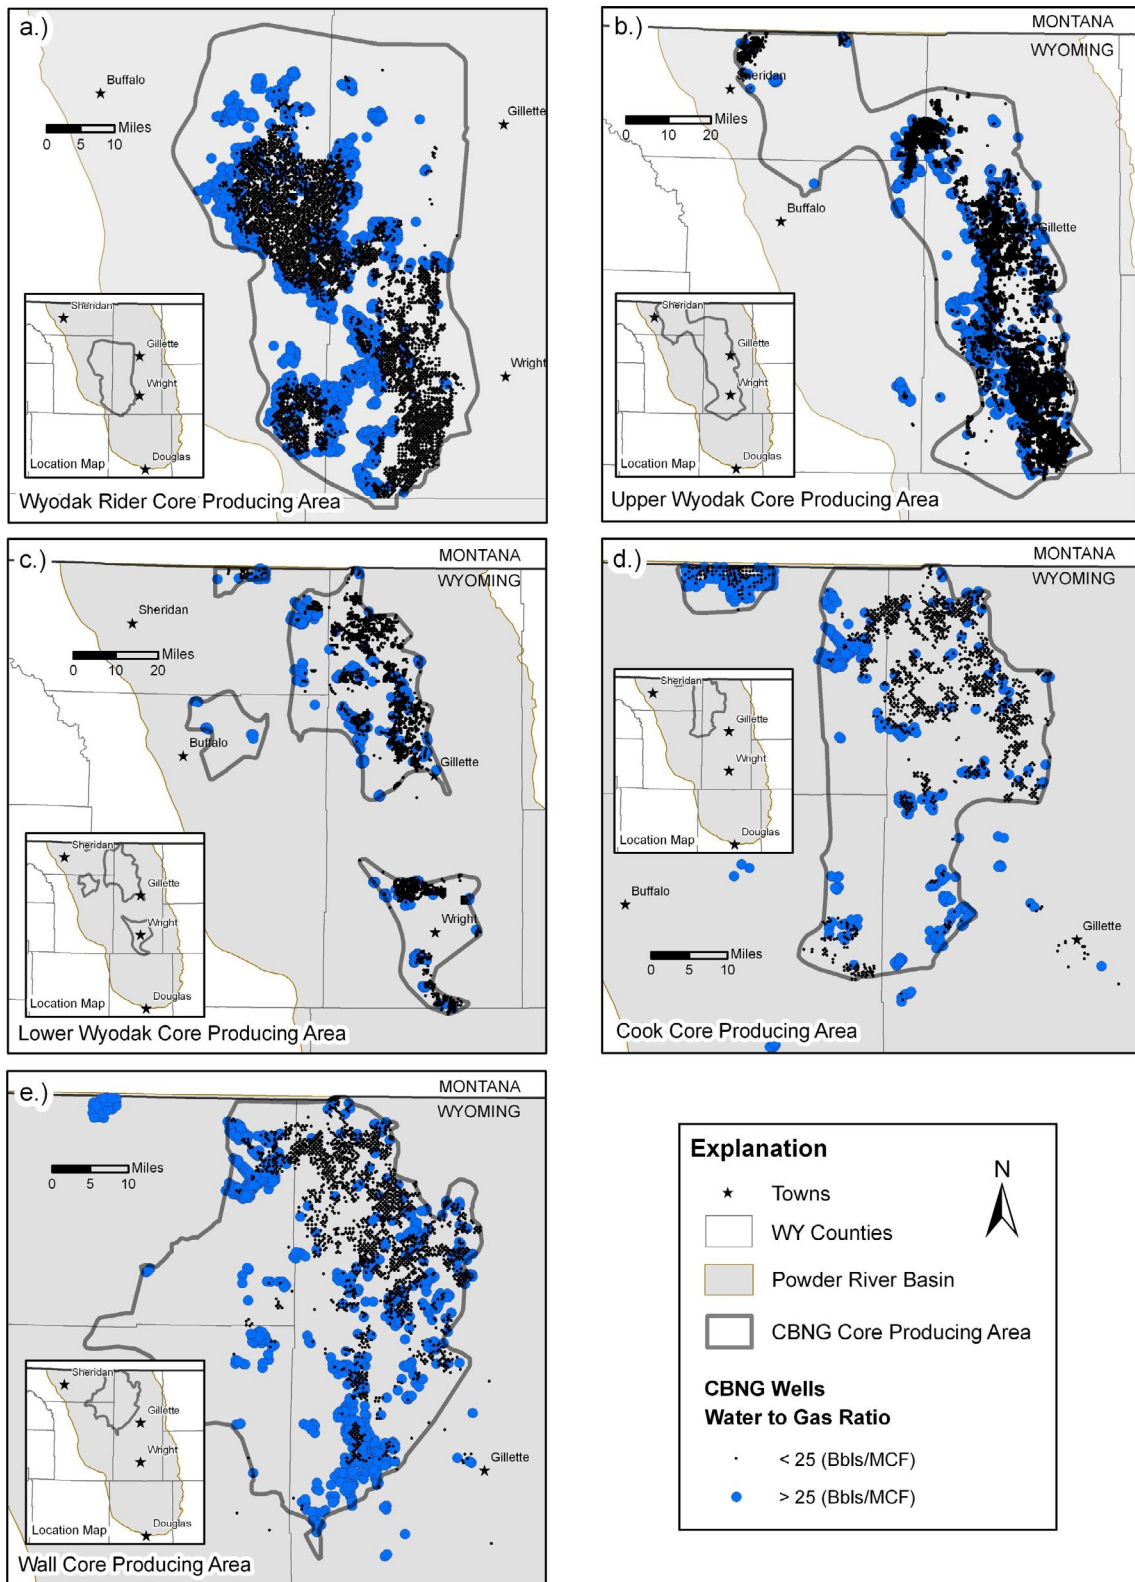 a.)
Buffalo
Gillette
Miles
0 5 10
Wright
Sheridan
Gillette
Wright
Douglas
Location Map
Wyodak Rider Core Producing Area
b.)
MONTANA
WYOMING
Sheridan
Miles
0 10 20
Buffalo
Gillette
Sheridan
Gillette
Wright
Douglas
Location Map
Upper Wyodak Core Producing Area
c.)
MONTANA
WYOMING
Sheridan
Miles
0 10 20
Buffalo
Gillette
Wright
Sheridan
Gillette
Wright
Douglas
Location Map
Lower Wyodak Core Producing Area
d.)
MONTANA
WYOMING
Sheridan
Gillette
Wright
Douglas
Location Map
Buffalo
Gillette
Miles
0 5 10
Cook Core Producing Area
e.)
MONTANA
WYOMING
Miles
0 5 10
Sheridan
Gillette
Wright
Douglas
Location Map
Gillette
Wall Core Producing Area
Explanation
N
Towns
WY Counties
Powder River Basin
CBNG Core Producing Area
CBNG Wells
Water to Gas Ratio
< 25 (Bbls/MCF)
> 25 (Bbls/MCF)